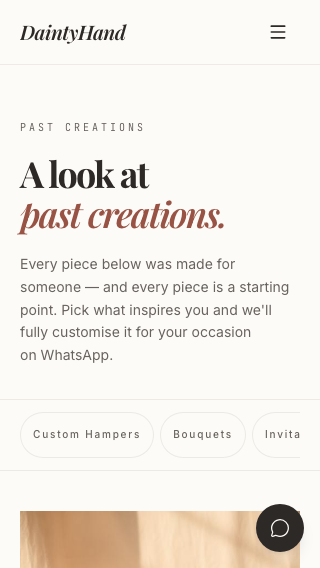 DaintyHand
PAST CREATIONS
A look at
past creations.
Every piece below was made for
someone — and every piece is a starting
point. Pick what inspires you and we'll
fully customise it for your occasion
on WhatsApp.
Custom Hampers
Bouquets
Invita